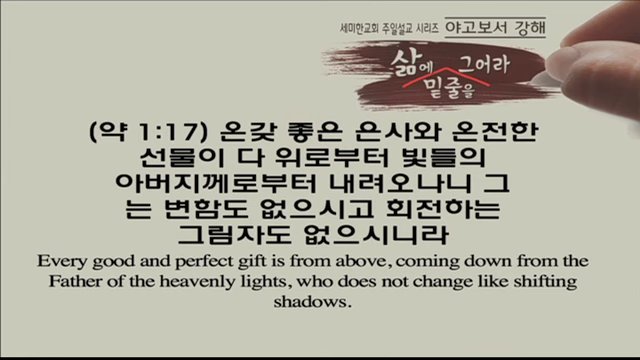 세미한교회 주일설교 시리즈 야고보서 강해
삶에 그어라
밑줄을
(약 1:17) 온갖 좋은 은사와 온전한
선물이 다 위로부터 빛들의
아버지께로부터 내려오나니 그
는 변함도 없으시고 회전하는
그림자도 없으시니라
Every good and perfect gift is from above, coming down from the
Father of the heavenly lights, who does not change like shifting
shadows.